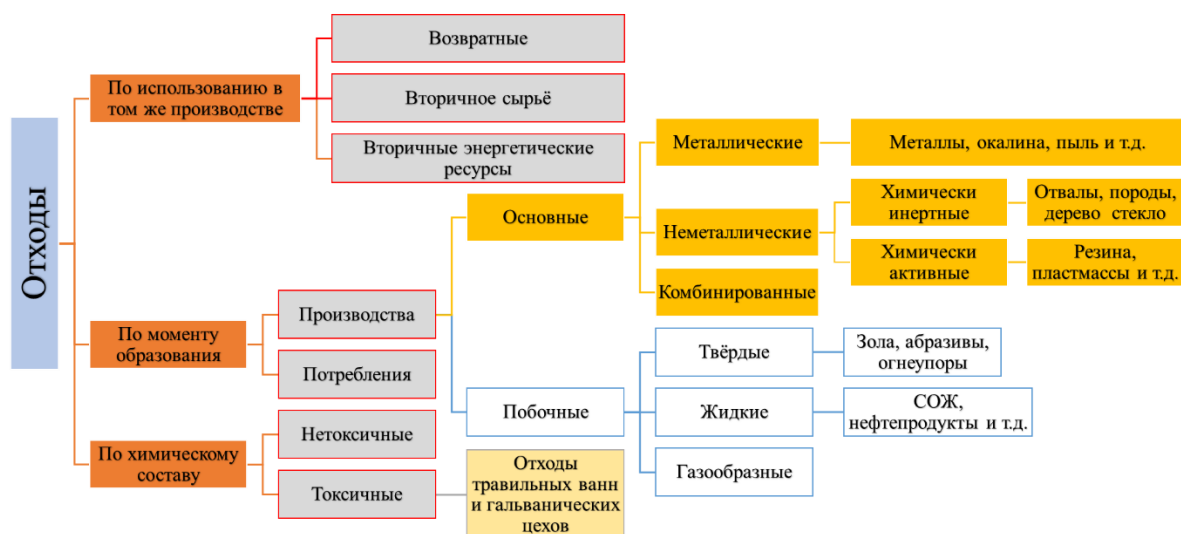 Отходы
По использованию в
том же производстве
Возвратные
Вторичное сырьё
Вторичные энергетические
ресурсы
По моменту
образования
Производства
Основные
Металлические
Металлы, окалина, пыль и т.д.
Неметаллические
Химически
инертные
Отвалы, породы,
дерево стекло
Химически
активные
Резина,
пластмассы и т.д.
Комбинированные
Побочные
Твёрдые
Зола, абразивы,
огнеупоры
Жидкие
СОЖ,
нефтепродукты и т.д.
Газообразные
Потребления
По химическому
составу
Нетоксичные
Токсичные
Отходы
травильных ванн
и гальванических
цехов